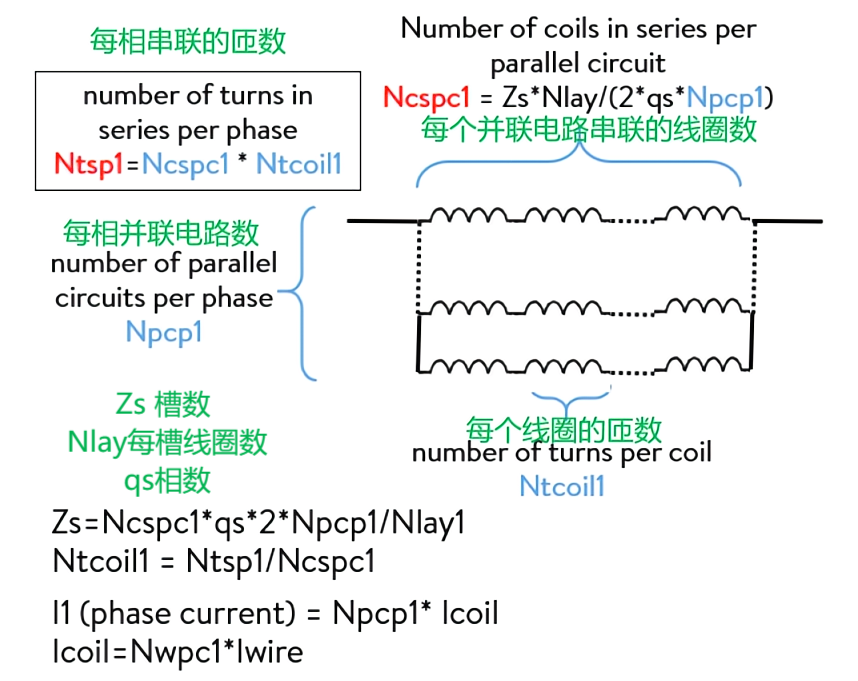 每相串联的匝数
number of turns in
series per phase
Ntsp1=Ncspc1 * Ntcoil1
Number of coils in series per
parallel circuit
Ncspc1 = Zs*Nlay/(2*qs*Npcp1)
每个并联电路串联的线圈数
每相并联电路数
number of parallel
circuits per phase
Npcp1
每个线圈的匝数
number of turns per coil
Ntcoil1
Zs 槽数
Nlay每槽线圈数
qs相数
Zs=Ncspc1*qs*2*Npcp1/Nlay1
Ntcoil1 = Ntsp1/Ncspc1
I1 (phase current) = Npcp1* Icoil
Icoil=Nwpc1*Iwire